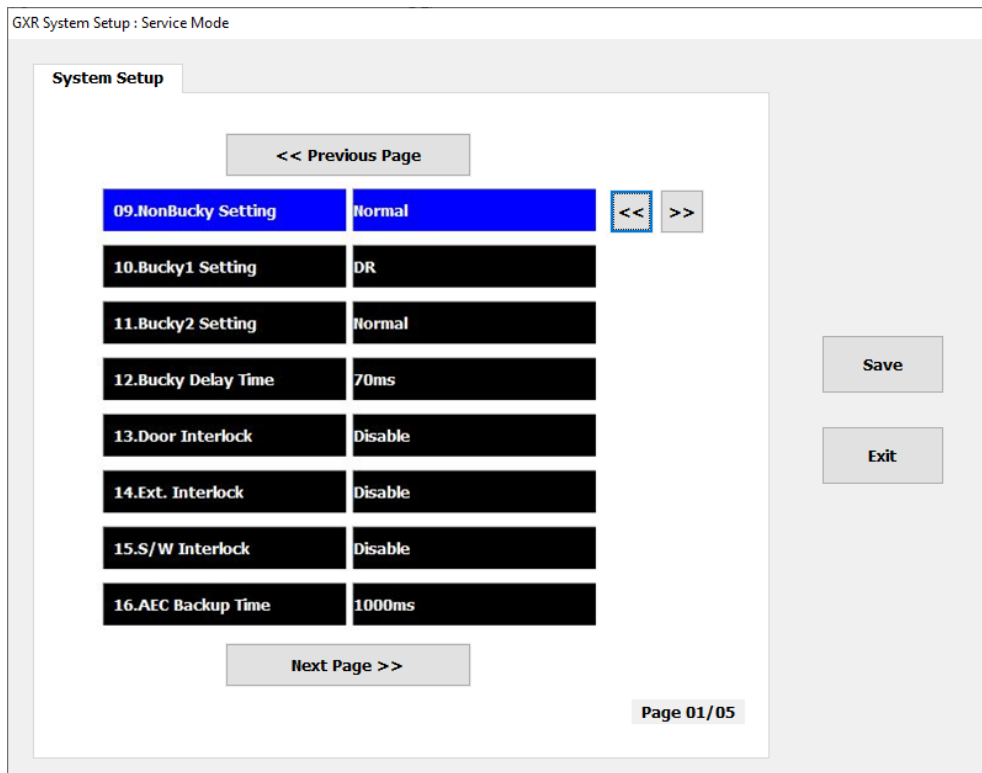 GXR System Setup : Service Mode
System Setup
<< Previous Page
09.NonBucky Setting Normal << >>
10.Bucky1 Setting DR
11.Bucky2 Setting Normal
12.Bucky Delay Time 70ms
13.Door Interlock Disable
14.Ext. Interlock Disable
15.S/W Interlock Disable
16.AEC Backup Time 1000ms
Next Page >>
Page 01/05
Save
Exit